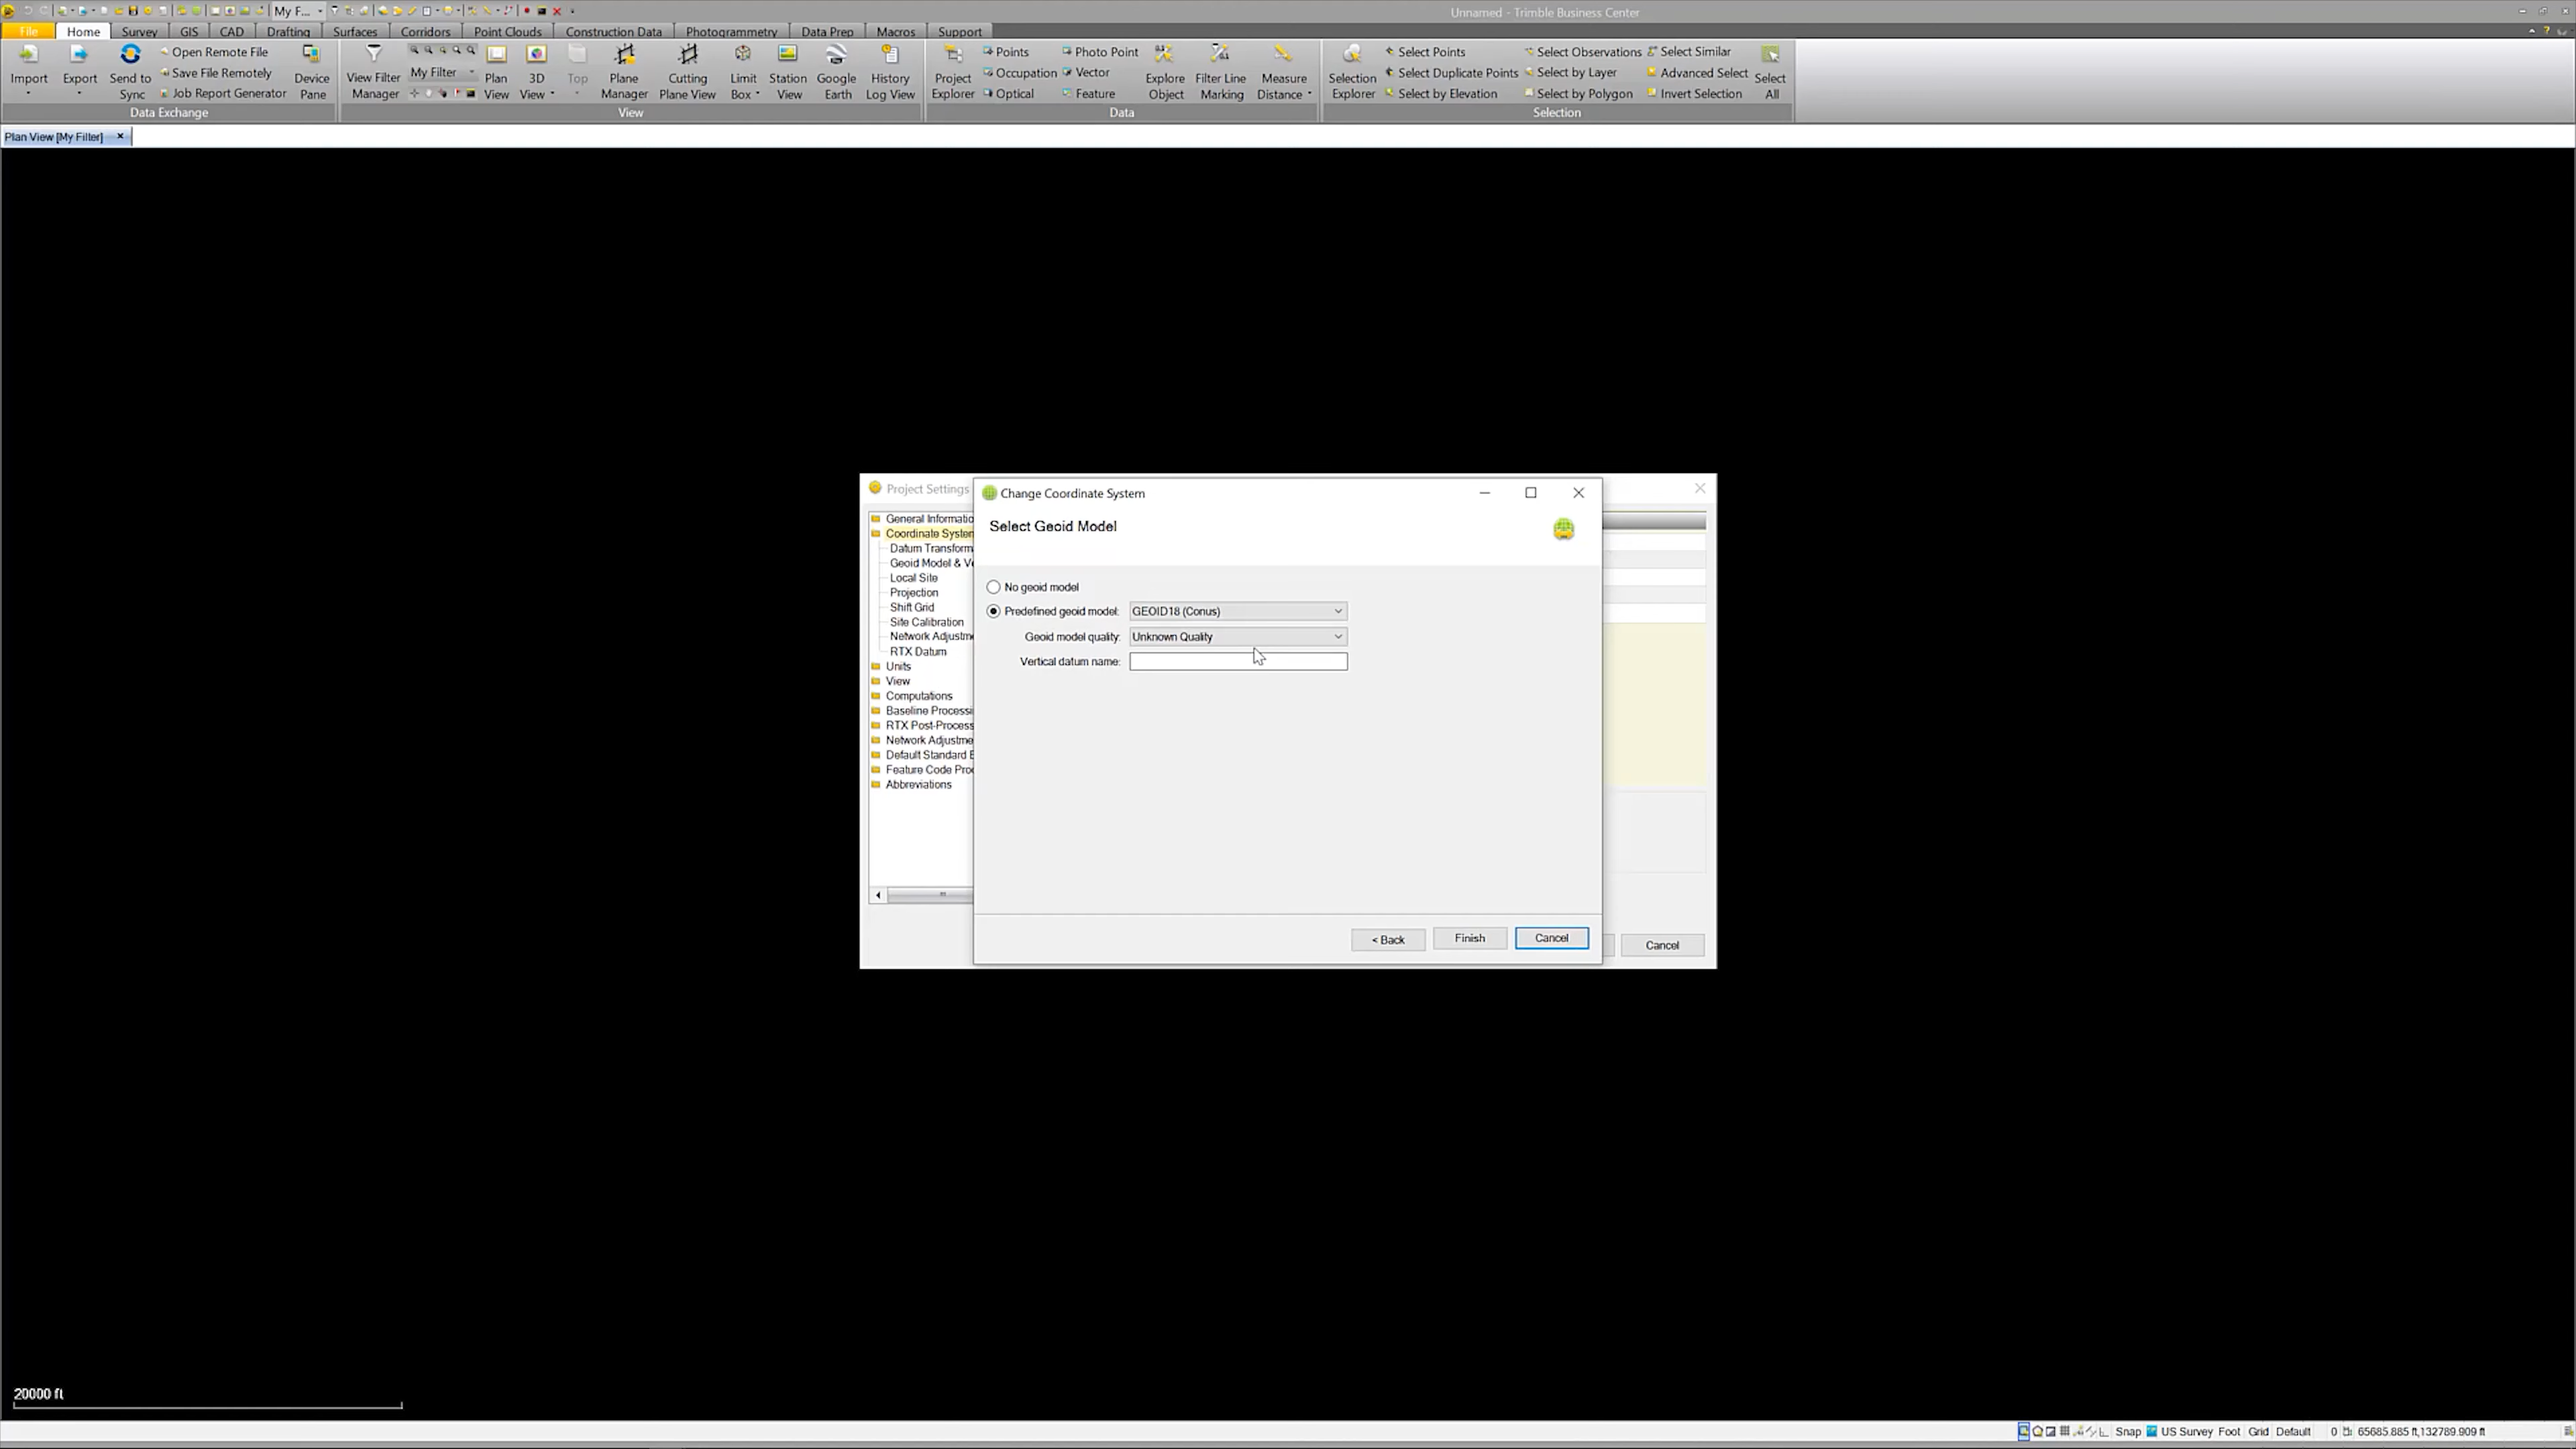 My F...
Unnamed - Trimble Business Center
File Home Survey GIS CAD Drafting Surfaces Corridors Point Clouds Construction Data Photogrammetry Data Prep Macros Support
Import
Export
Send to Sync
Open Remote File
Save File Remotely
Job Report Generator
Device Pane
Data Exchange
View Filter Manager
My Filter
Plan View
3D View
Top
Plane Manager
Cutting Plane View
Limit Box
Station View
Google Earth
History Log View
View
Project Explorer
Points
Occupation
Optical
Photo Point
Vector
Feature
Explore Object
Filter Line Marking
Measure Distance
Data
Selection Explorer
Select Points
Select Duplicate Points
Select by Elevation
Select Observations
Select by Layer
Select by Polygon
Select Similar
Advanced Select
Invert Selection
Select All
Selection
Plan View [My Filter]
Project Settings
General Informatio
Coordinate System
Datum Transform
Geoid Model & Ve
Local Site
Projection
Shift Grid
Site Calibration
Network Adjustme
RTX Datum
Units
View
Computations
Baseline Processi
RTX Post-Process
Network Adjustme
Default Standard E
Feature Code Proc
Abbreviations
Cancel
Change Coordinate System
Select Geoid Model
No geoid model
Predefined geoid model: GEOID18 (Conus)
Geoid model quality: Unknown Quality
Vertical datum name:
< Back Finish Cancel
20000 ft
Snap US Survey Foot Grid Default 0 65685.885 ft,132789.909 ft